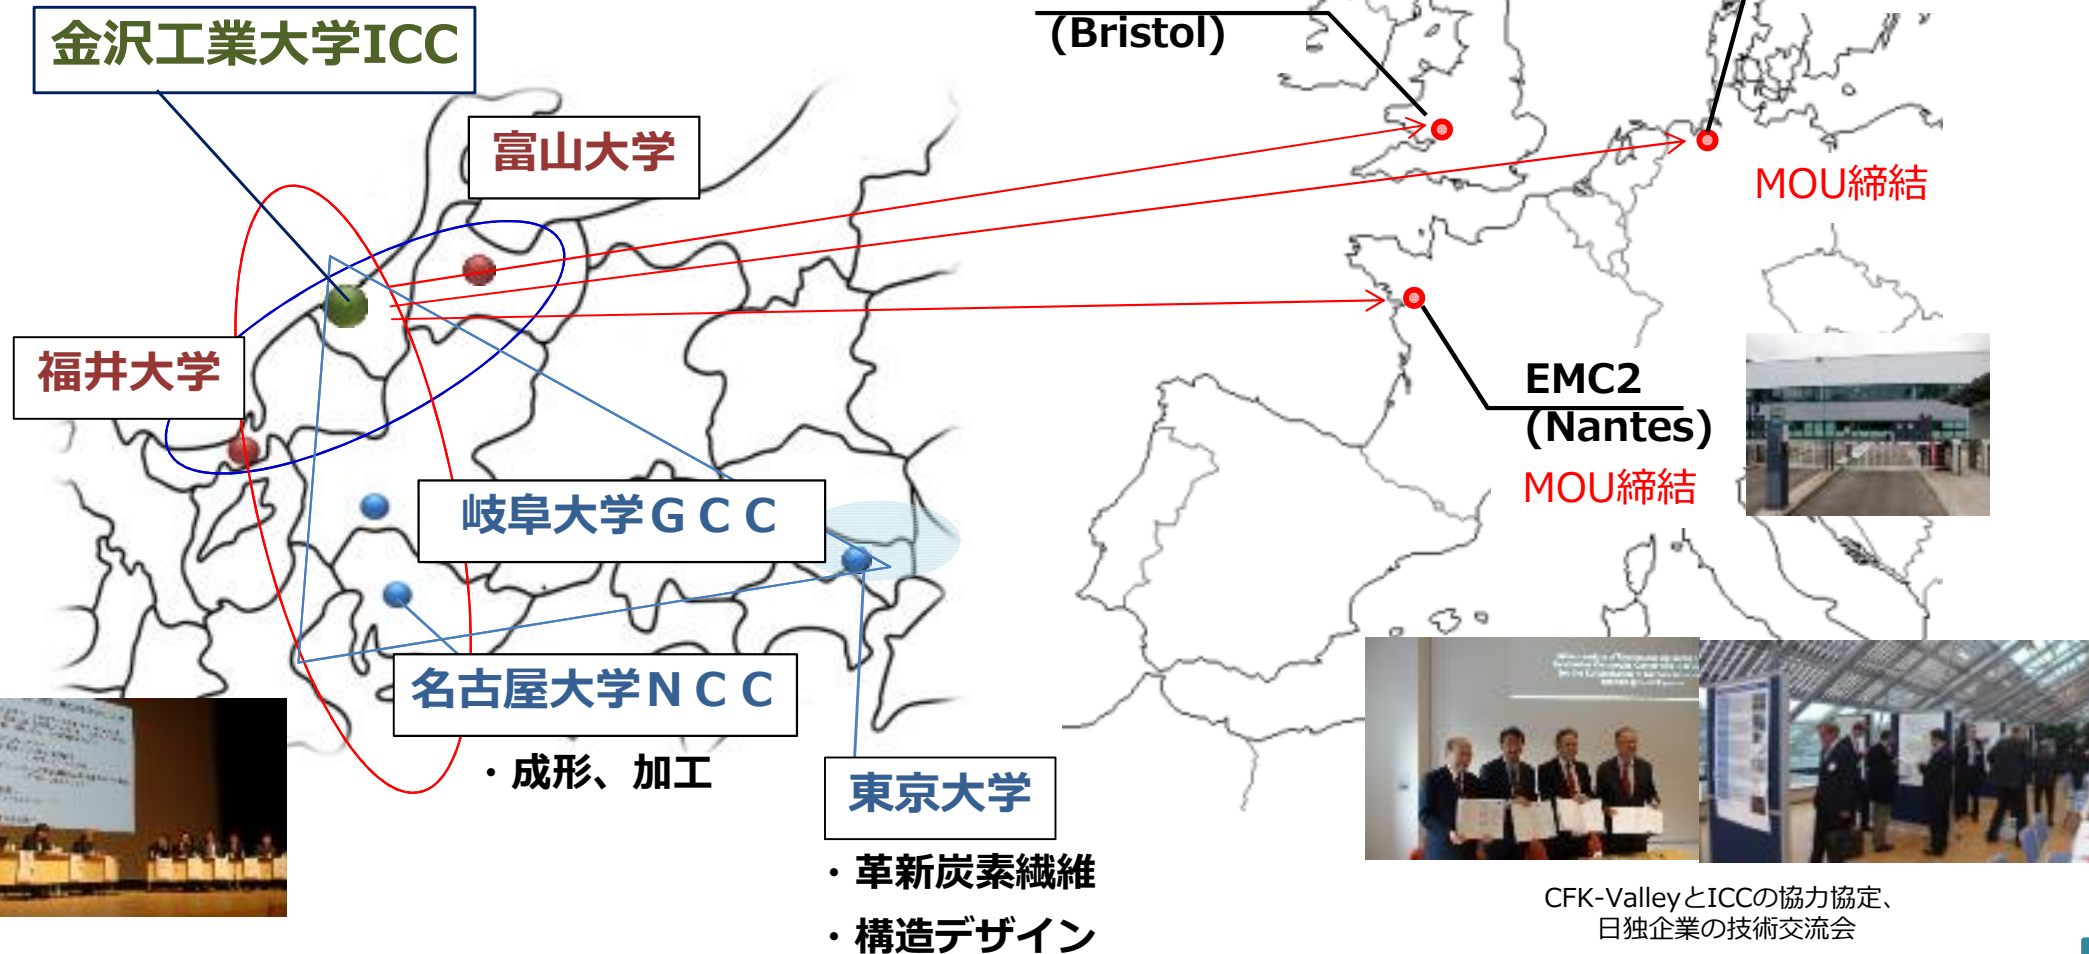 金沢工業大学ICC
富山大学
福井大学
岐阜大学ＧＣＣ
名古屋大学ＮＣＣ
・成形、加工
東京大学
・革新炭素繊維
・構造デザイン
(Bristol)
MOU締結
EMC2
(Nantes)
MOU締結
CFK-ValleyとICCの協力協定、
日独企業の技術交流会